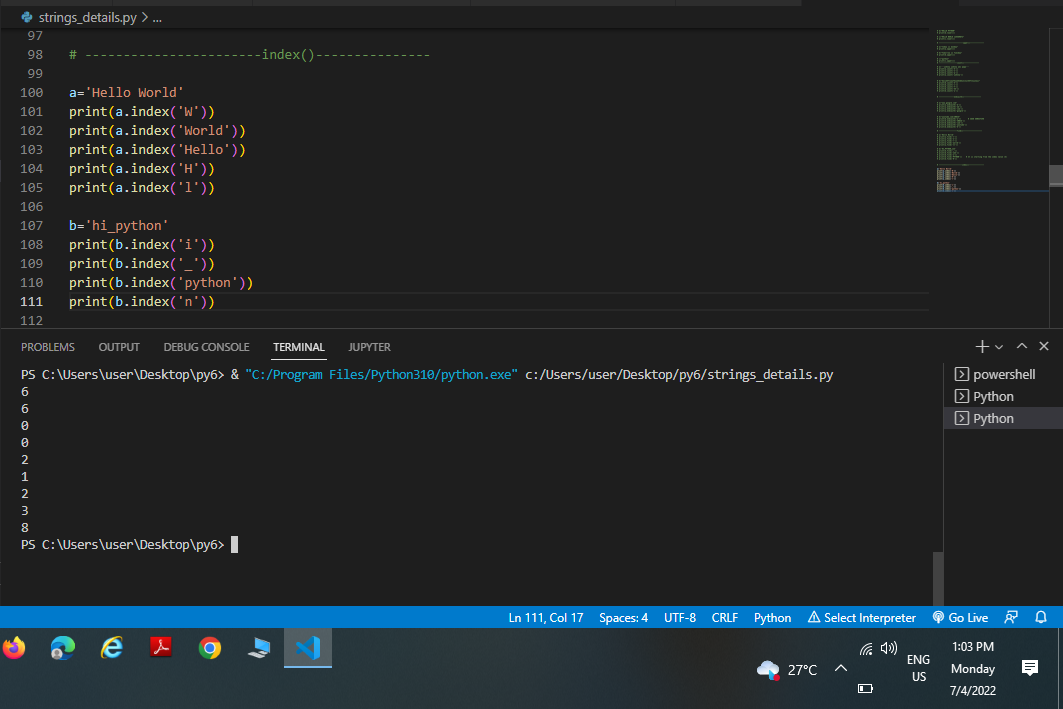 strings_details.py > ...
97
98 # -----------------------index()---------------
99
100 a='Hello World'
101 print(a.index('W'))
102 print(a.index('World'))
103 print(a.index('Hello'))
104 print(a.index('H'))
105 print(a.index('l'))
106
107 b='hi_python'
108 print(b.index('i'))
109 print(b.index('_'))
110 print(b.index('python'))
111 print(b.index('n'))
112
PROBLEMS OUTPUT DEBUG CONSOLE TERMINAL JUPYTER
PS C:\Users\user\Desktop\py6> & "C:/Program Files/Python310/python.exe" c:/Users/user/Desktop/py6/strings_details.py
6
6
0
0
2
1
2
3
8
PS C:\Users\user\Desktop\py6>
powershell
Python
Python
Ln 111, Col 17 Spaces: 4 UTF-8 CRLF Python Select Interpreter Go Live
27°C
ENG
US
1:03 PM
Monday
7/4/2022